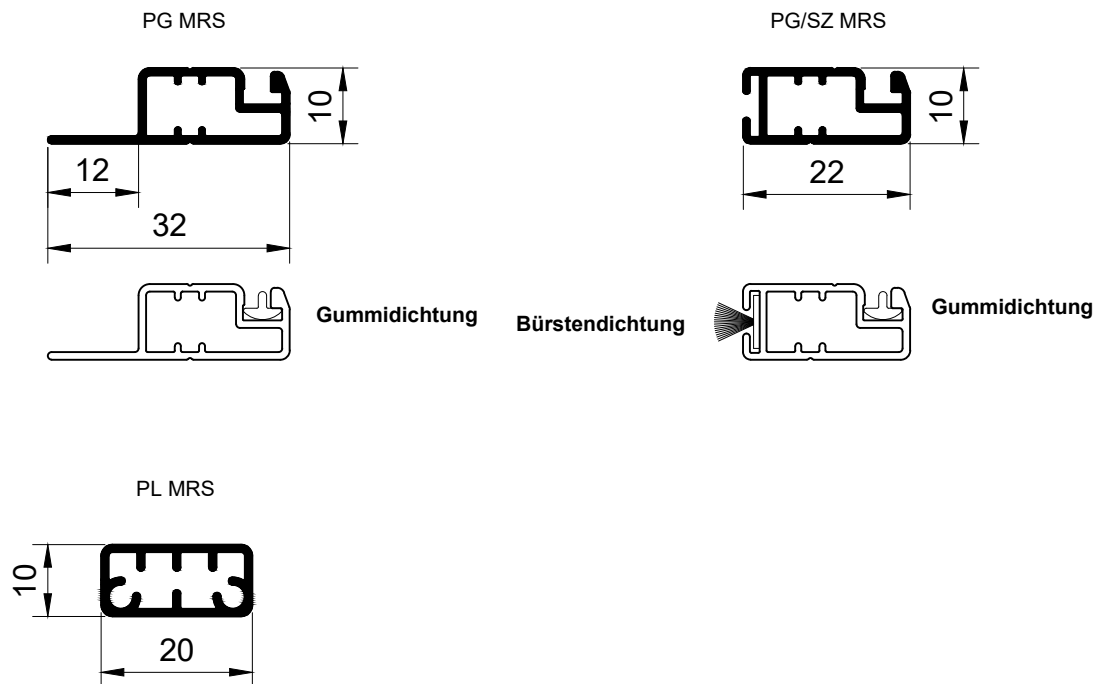 PG MRS
PG/SZ MRS
10
12
32
10
22
Gummidichtung
Bürstendichtung
Gummidichtung
PL MRS
10
20